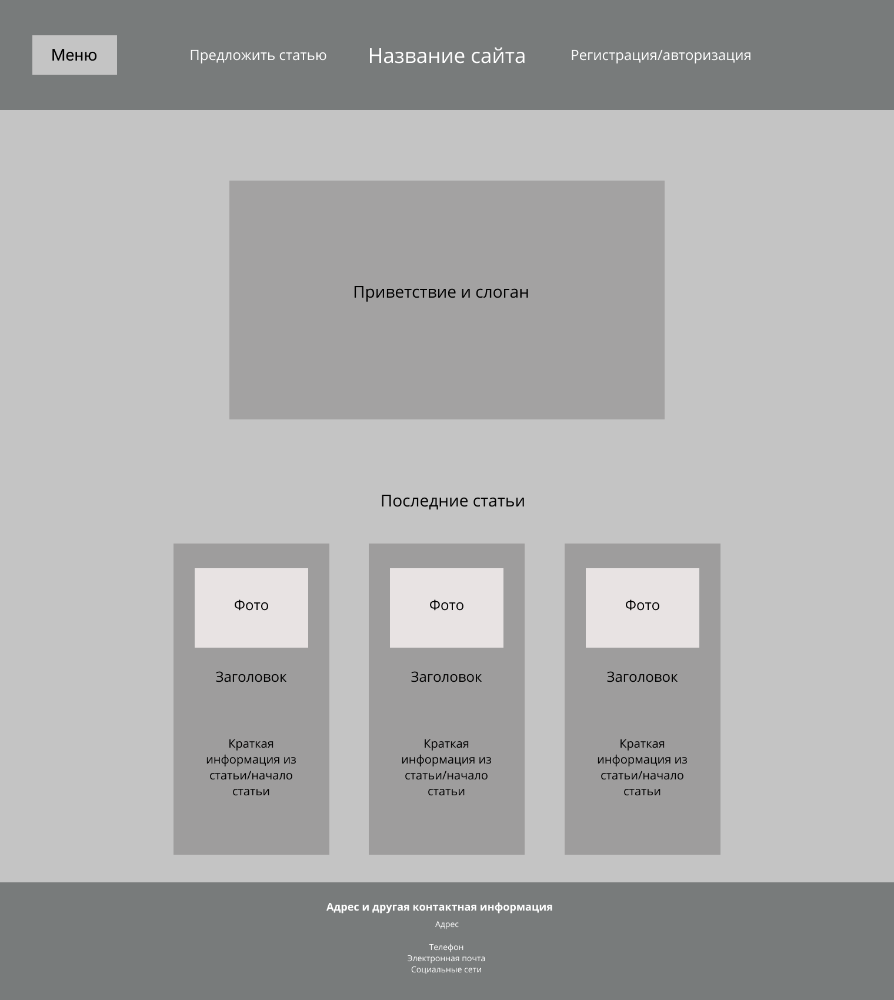 Меню
Предложить статью
Название сайта
Регистрация/авторизация
Приветствие и слоган
Последние статьи
Фото
Заголовок
Краткая
информация из
статьи/начало
статьи
Фото
Заголовок
Краткая
информация из
статьи/начало
статьи
Фото
Заголовок
Краткая
информация из
статьи/начало
статьи
Адрес и другая контактная информация
Адрес
Телефон
Электронная почта
Социальные сети